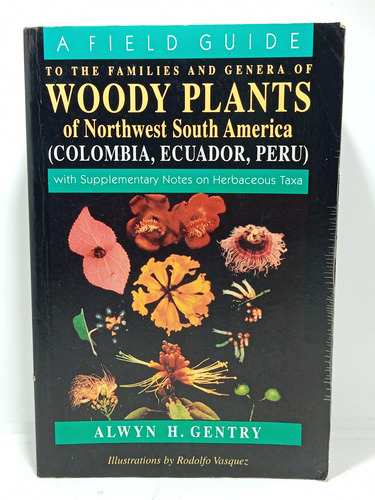 A FIELD GUIDE
TO THE FAMILIES AND GENERA OF
WOODY PLANTS
of Northwest South America
(COLOMBIA, ECUADOR, PERU)
with Supplementary Notes on Herbaceous Taxa
ALWYN H. GENTRY
Illustrations by Rodolfo Vasquez